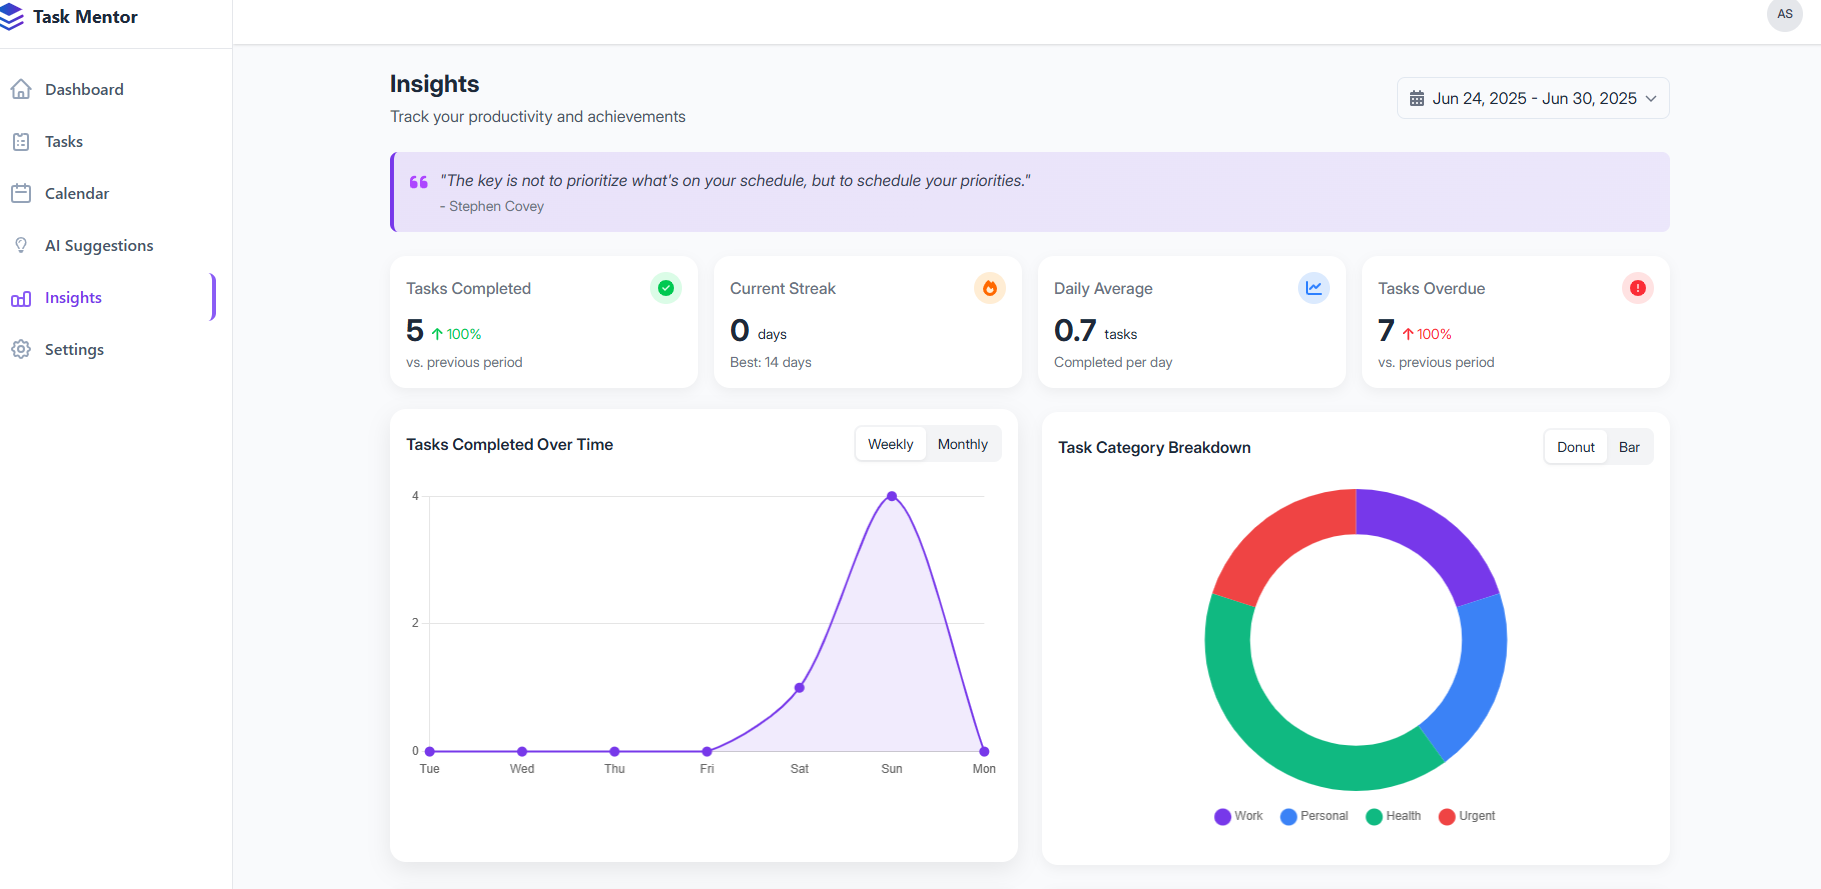 Task Mentor
AS
Dashboard
Tasks
Calendar
AI Suggestions
Insights
Settings
Insights
Track your productivity and achievements
Jun 24, 2025 - Jun 30, 2025
"The key is not to prioritize what's on your schedule, but to schedule your priorities."
- Stephen Covey
Tasks Completed
5 100%
vs. previous period
Current Streak
0 days
Best: 14 days
Daily Average
0.7 tasks
Completed per day
Tasks Overdue
7 100%
vs. previous period
Tasks Completed Over Time
Weekly Monthly
4
2
0
Tue Wed Thu Fri Sat Sun Mon
Task Category Breakdown
Donut Bar
Work Personal Health Urgent